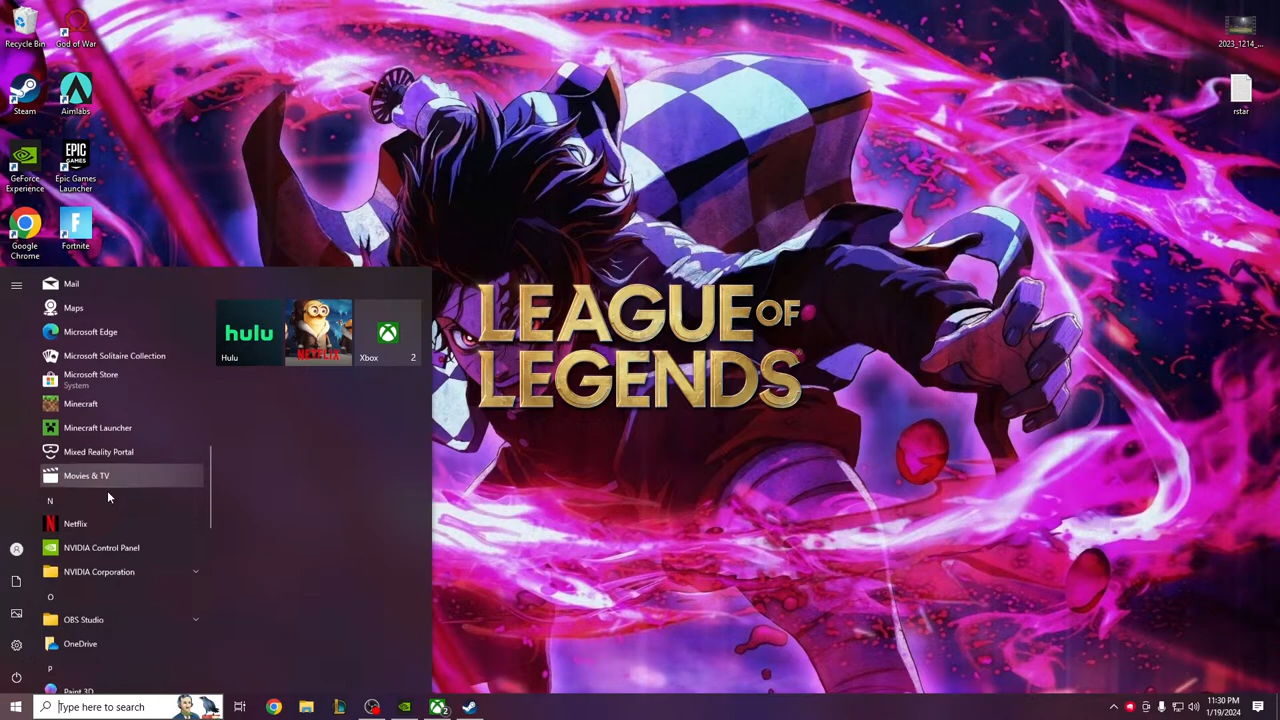 Recycle Bin
God of War
Steam
Aimlabs
GeForce
Experience
EPIC
GAMES
Epic Games
Launcher
Google
Chrome
Fortnite
2023_1214_...
rstar
LEAGUE OF
LEGENDS
Mail
Maps
Microsoft Edge
Microsoft Solitaire Collection
Microsoft Store
System
Minecraft
Minecraft Launcher
Mixed Reality Portal
Movies & TV
N
Netflix
NVIDIA Control Panel
NVIDIA Corporation
O
OBS Studio
OneDrive
P
Paint 3D
hulu
Hulu
NETFLIX
Xbox
2
Type here to search
2
11:30 PM
1/19/2024